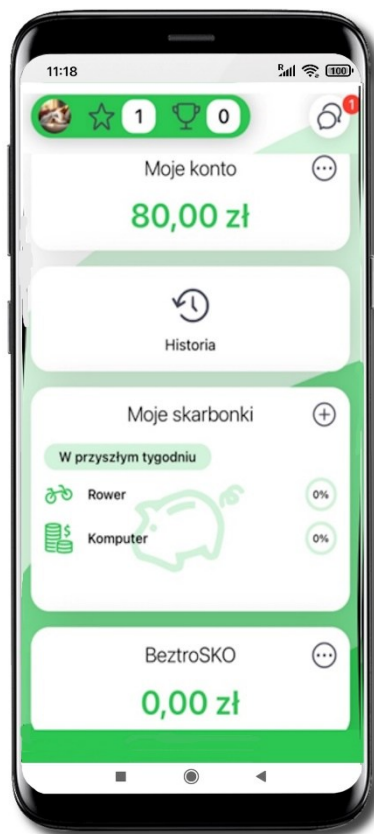 11:18
R
100
1
0
1
Moje konto
80,00 zł
Historia
Moje skarbonki
W przyszłym tygodniu
Rower
0%
$
Komputer
0%
BeztroSKO
0,00 zł